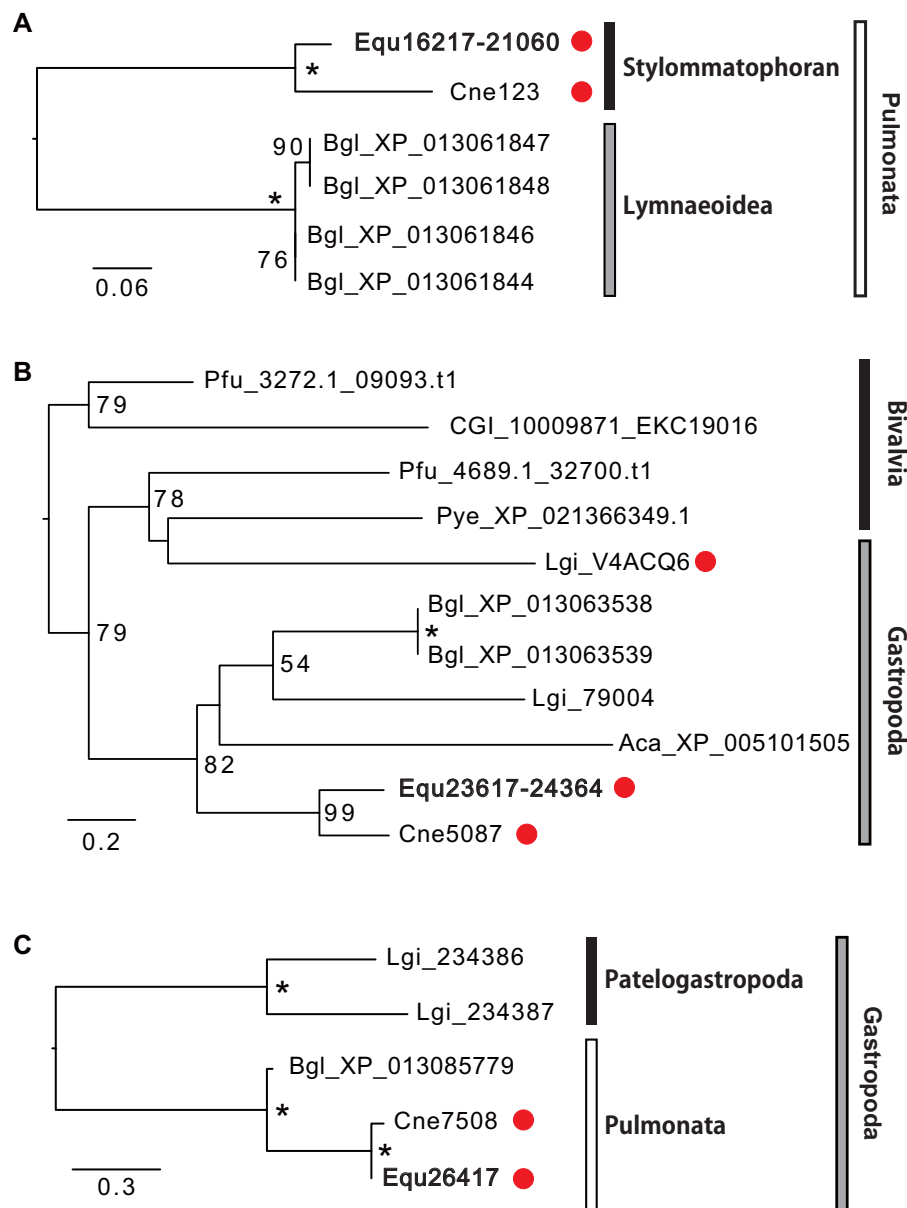 A
Equ16217-21060
Cne123
*
Stylommatophoran
90
Bgl_XP_013061847
Bgl_XP_013061848
*
Bgl_XP_013061846
76
Bgl_XP_013061844
Lymnaeoidea
Pulmonata
0.06
B
Pfu_3272.1_09093.t1
79
CGI_10009871_EKC19016
Pfu_4689.1_32700.t1
78
Pye_XP_021366349.1
Lgi_V4ACQ6
Bivalvia
79
Bgl_XP_013063538
*
Bgl_XP_013063539
54
Lgi_79004
Aca_XP_005101505
82
Equ23617-24364
99
Cne5087
Gastropoda
0.2
C
Lgi_234386
*
Lgi_234387
Patelogastropoda
Bgl_XP_013085779
*
Cne7508
*
Equ26417
Pulmonata
Gastropoda
0.3